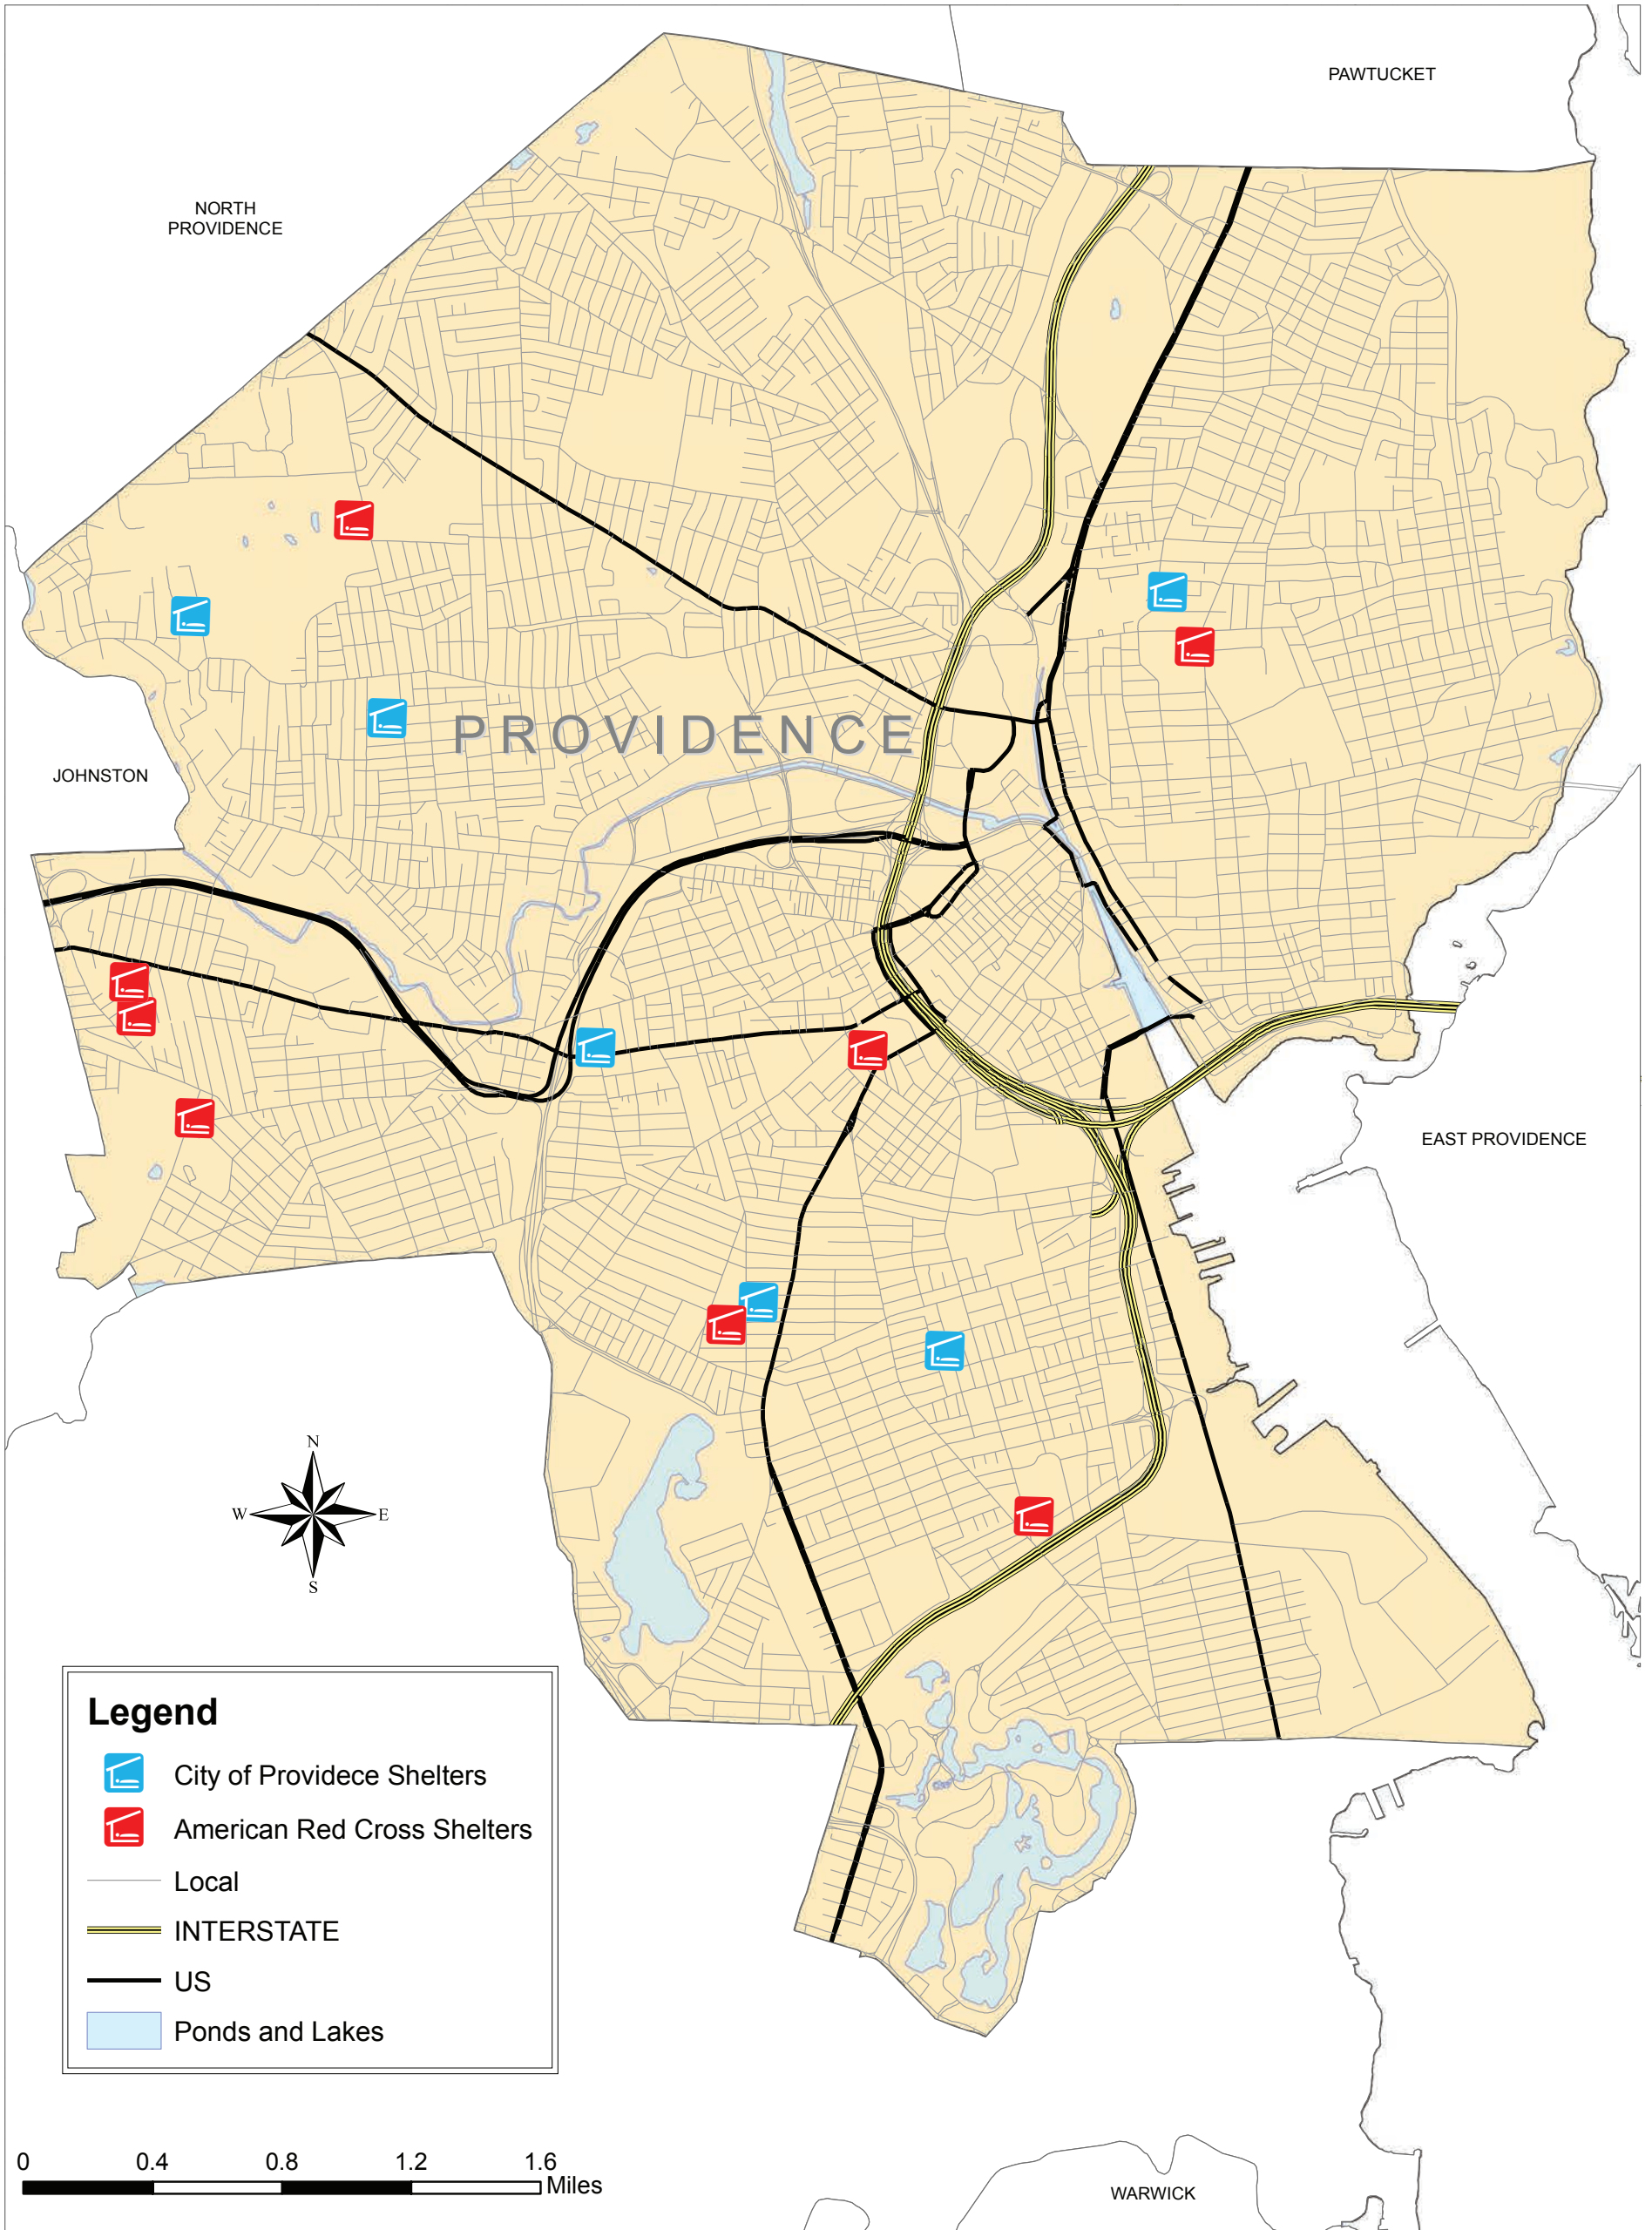 PAWTUCKET
NORTH
PROVIDENCE
PROVIDENCE
JOHNSTON
EAST PROVIDENCE
N
W
E
S
Legend
City of Providece Shelters
American Red Cross Shelters
Local
INTERSTATE
US
Ponds and Lakes
0 0.4 0.8 1.2 1.6
Miles
WARWICK